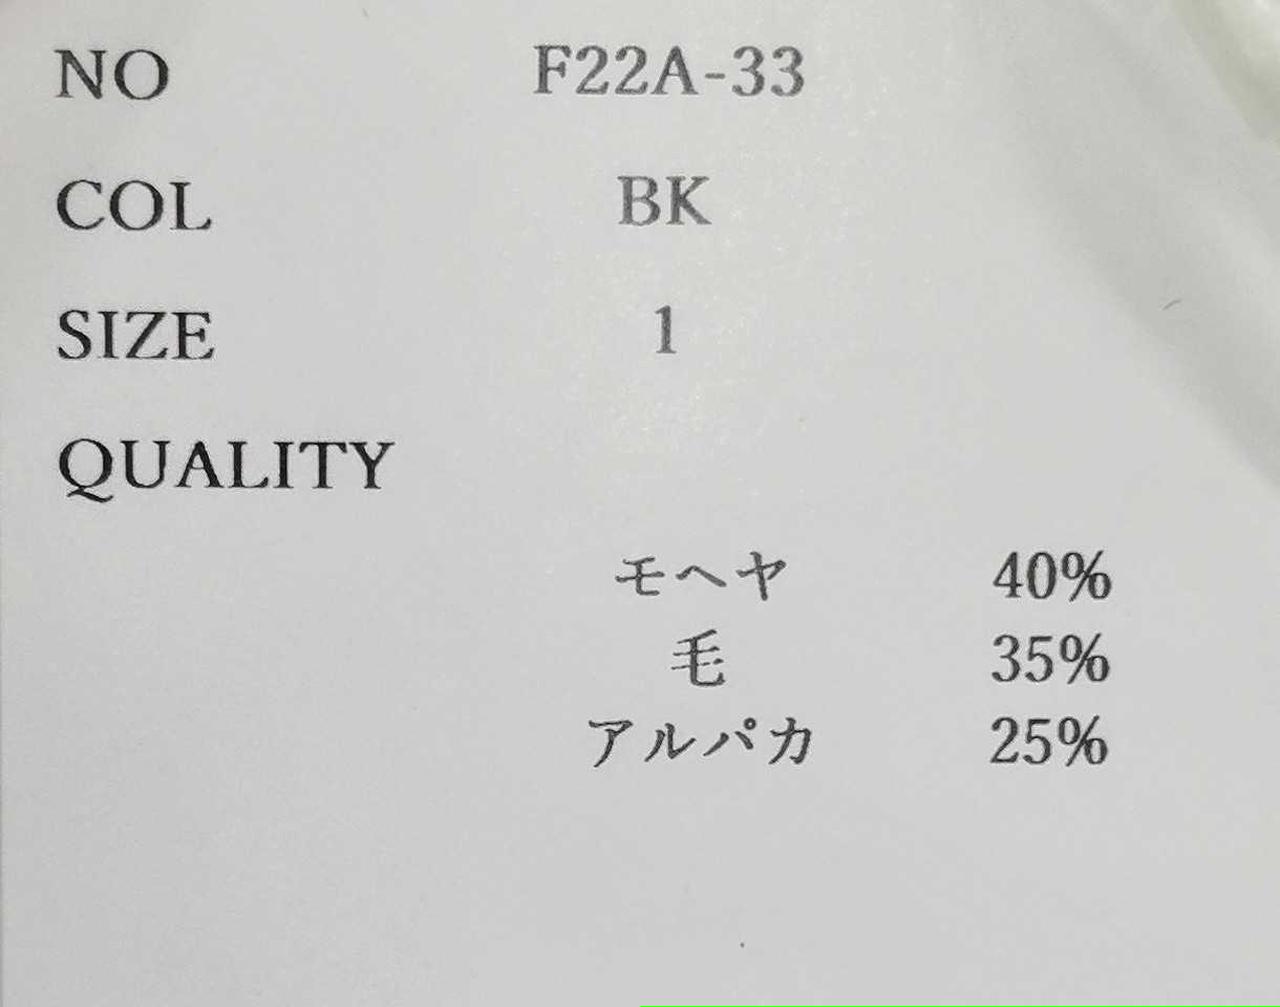 NO F22A-33
COL BK
SIZE 1
QUALITY
モヘヤ 40%
毛 35%
アルパカ 25%